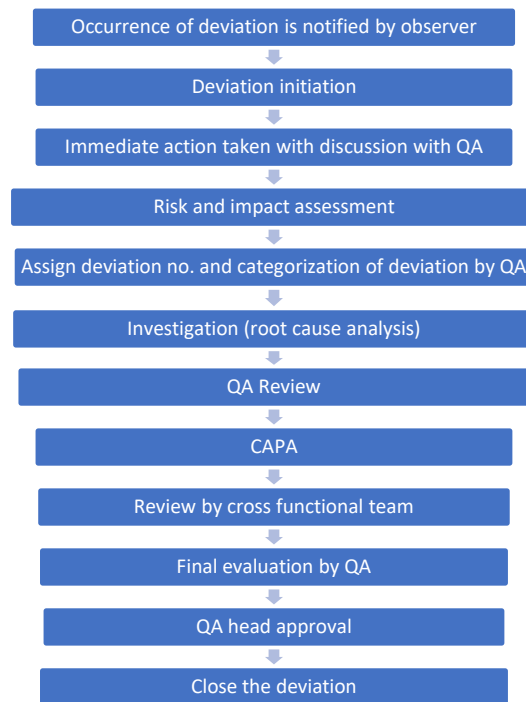 Occurrence of deviation is notified by observer
Deviation initiation
Immediate action taken with discussion with QA
Risk and impact assessment
Assign deviation no. and categorization of deviation by QA
Investigation (root cause analysis)
QA Review
CAPA
Review by cross functional team
Final evaluation by QA
QA head approval
Close the deviation